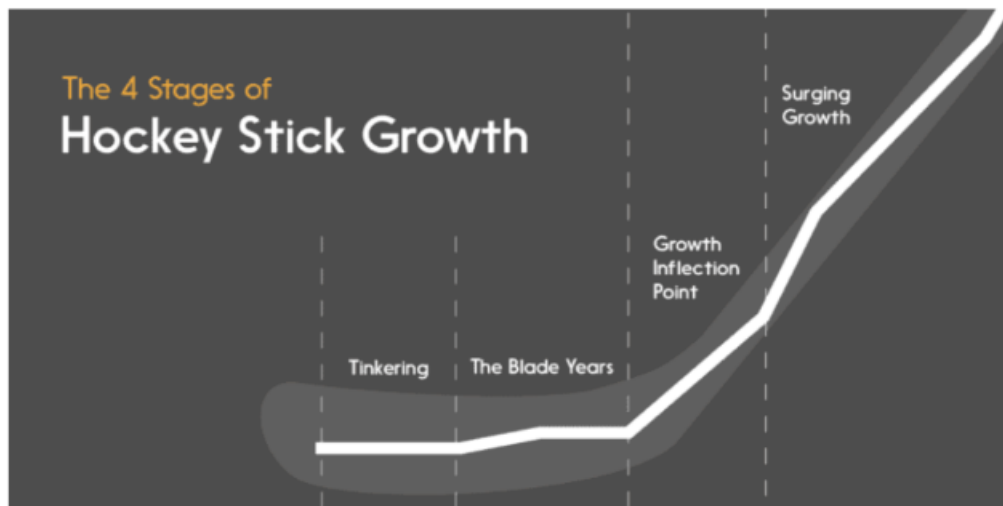 The 4 Stages of
Hockey Stick Growth
Surging
Growth
Growth
Inflection
Point
Tinkering
The Blade Years